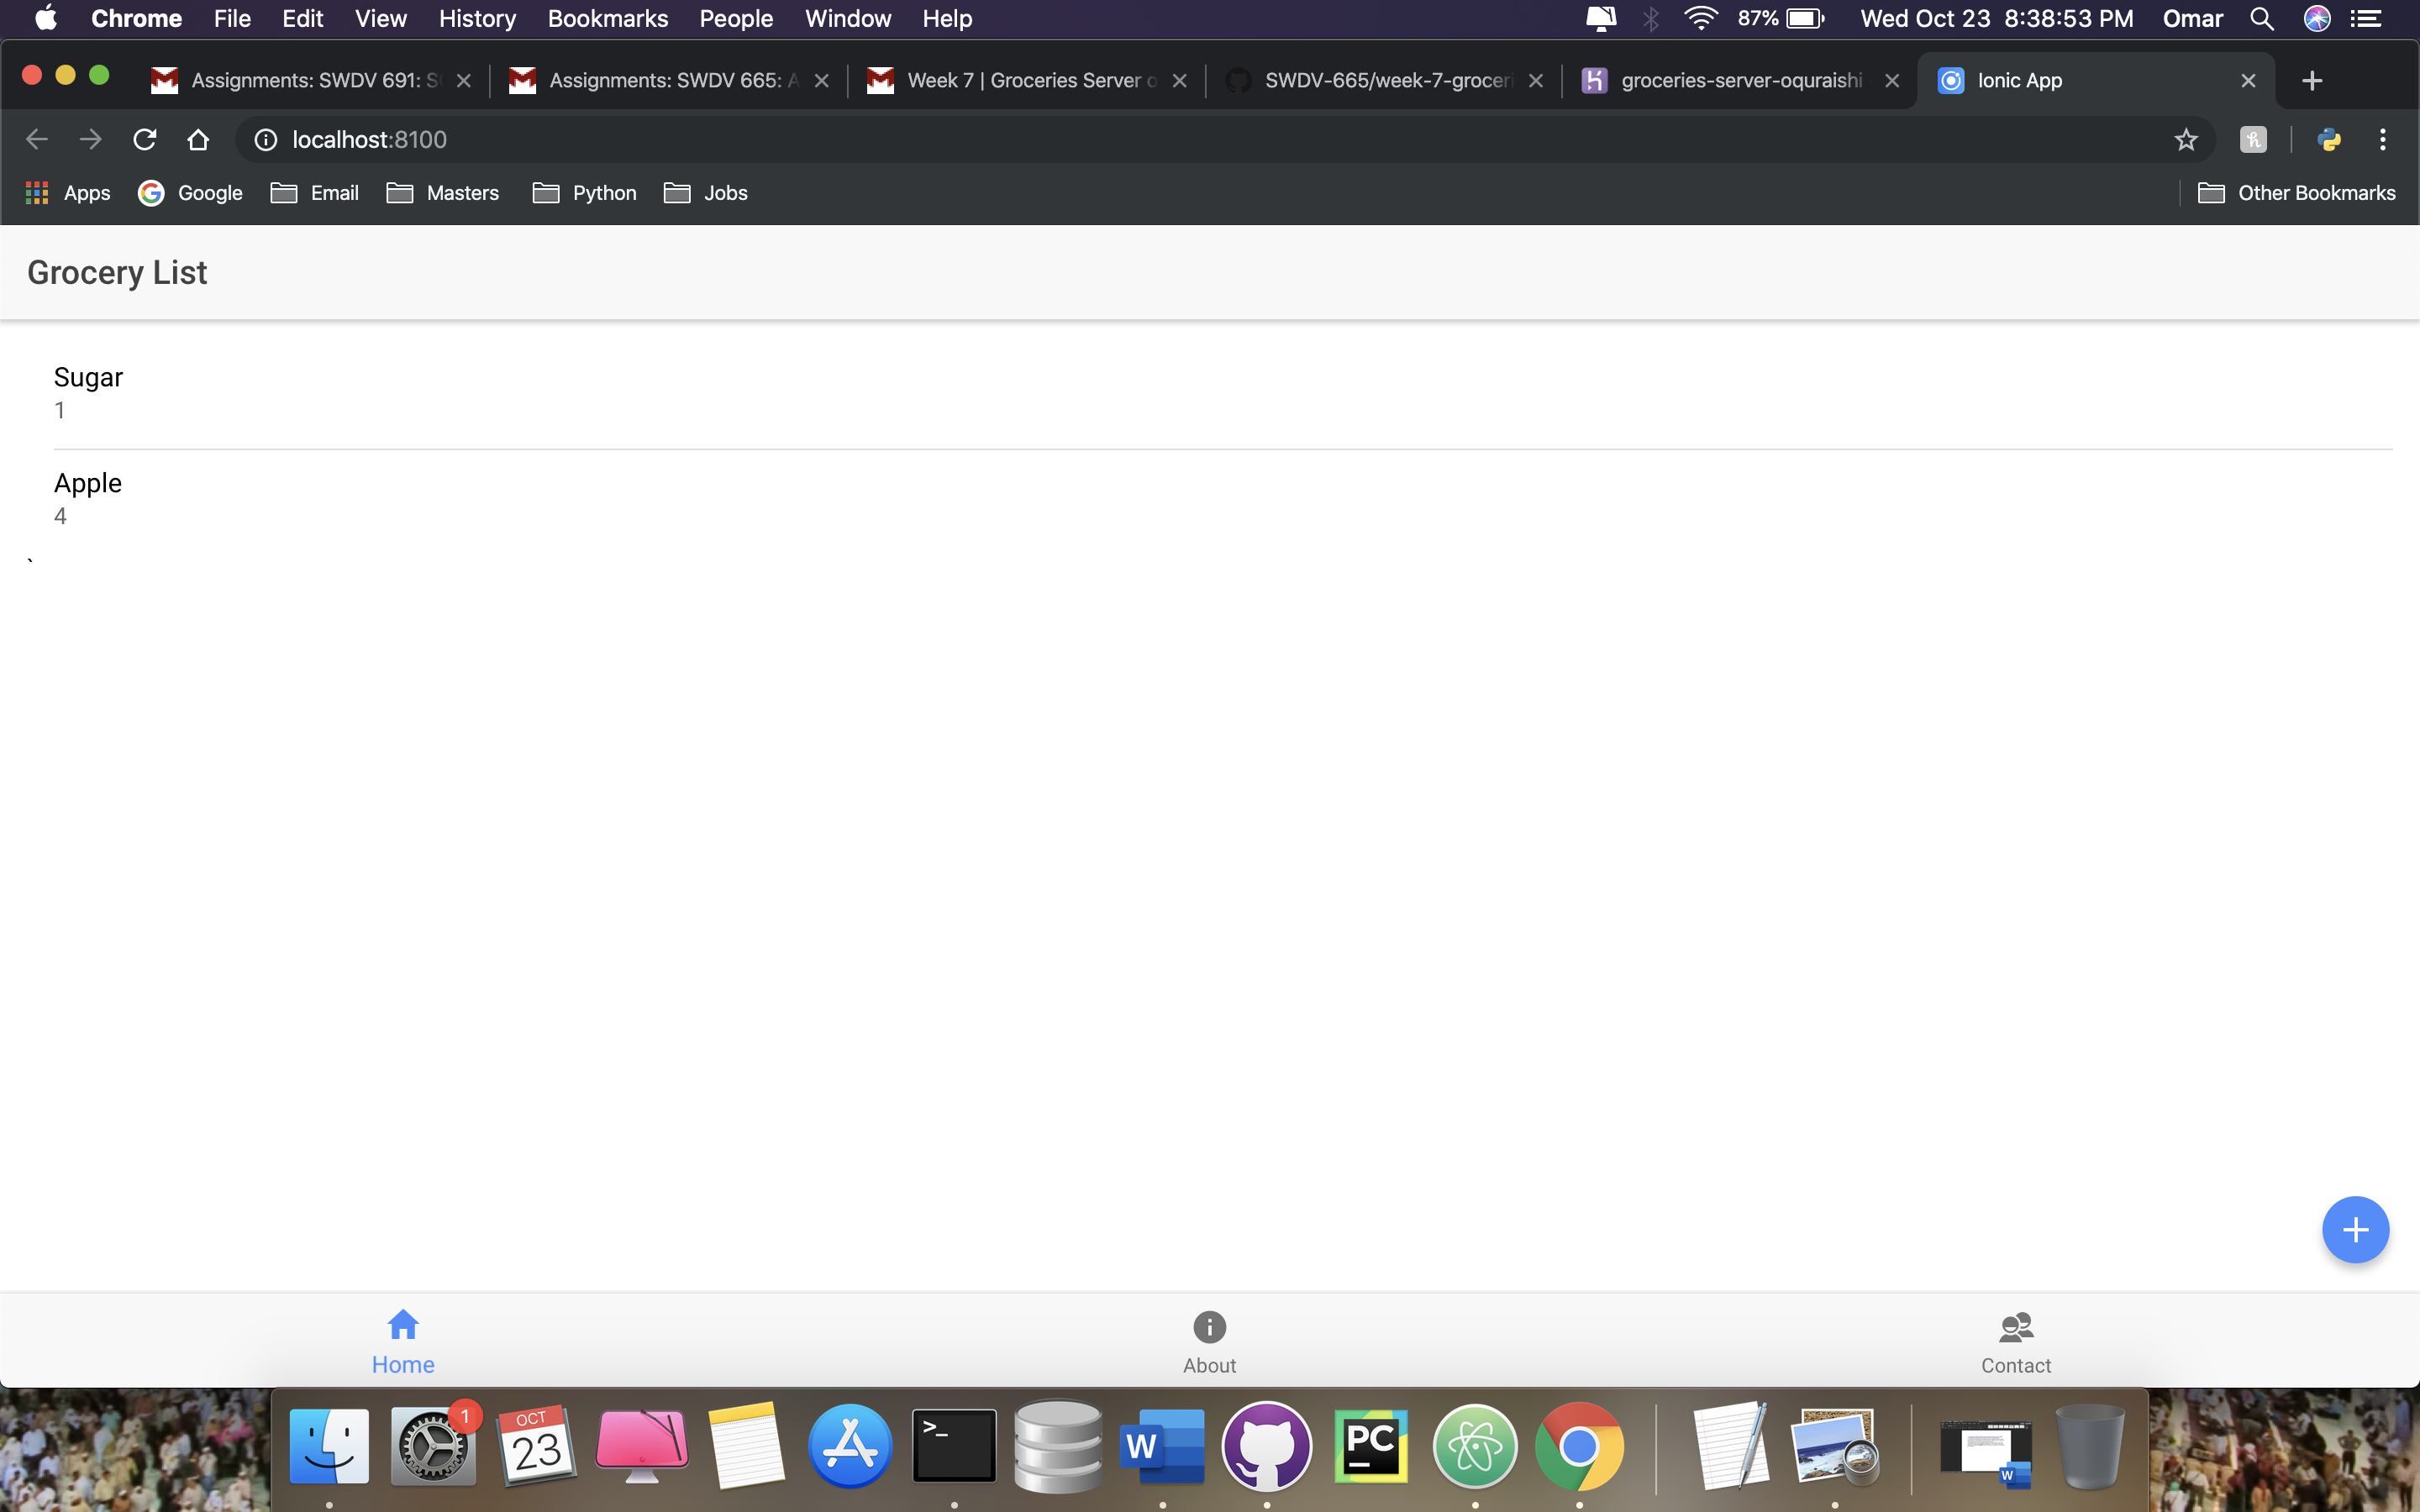 Chrome File Edit View History Bookmarks People Window Help 87% Wed Oct 23 8:38:53 PM Omar
Assignments: SWDV 691: S Assignments: SWDV 665: A Week 7 | Groceries Server o SWDV-665/week-7-groceri groceries-server-oquraishi Ionic App
localhost:8100
Apps Google Email Masters Python Jobs Other Bookmarks
Grocery List
Sugar
1
Apple
4
`
Home About Contact
1
OCT
23
>_
W
PC
W